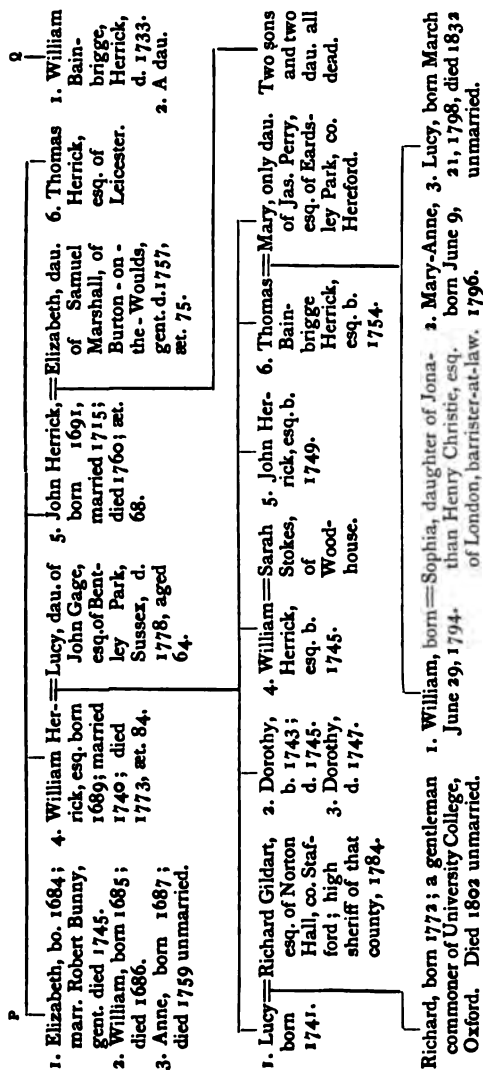 P
Q
1. Elizabeth, bo. 1684;
marr. Robert Bunny,
gent. died 1745.
2. William, born 1685;
died 1686.
3. Anne, born 1687;
died 1759 unmarried.
4. William Her-
rick, esq. born
1689; married
1740; died
1773, æt. 84.
=Lucy, dau. of
John Gage,
esq. of Bent-
ley Park,
Sussex, d.
1778, aged
64.
5. John Herrick,
born 1691,
married 1715;
died 1760; æt.
68.
=Elizabeth, dau.
of Samuel
Marshall, of
Burton-on-
the-Woulds,
gent. d. 1757,
æt. 75.
6. Thomas
Herrick,
esq. of
Leicester.
1. William
Bain-
brigge,
Herrick,
d. 1733.
2. A dau.
1. Lucy=
born
1741.
Richard Gildart,
esq. of Norton
Hall, co. Staf-
ford; high
sheriff of that
county, 1784.
2. Dorothy,
b. 1743;
d. 1745.
3. Dorothy,
d. 1747.
4. William=
Herrick,
esq. b.
1745.
Sarah
Stokes,
of
Wood-
house.
5. John Her-
rick, esq. b.
1749.
6. Thomas=
Bain-
brigge
Herrick,
esq. b.
1754.
Mary, only dau.
of Jas. Perry,
esq. of Eards-
ley Park, co.
Hereford.
Two sons
and two
dau. all
dead.
Richard, born 1772; a gentleman
commoner of University College,
Oxford. Died 1802 unmarried.
1. William, born=
June 29, 1794.
Sophia, daughter of Jona-
than Henry Christie, esq.
of London, barrister-at-law.
2. Mary-Anne,
born June 9,
1796.
3. Lucy, born March
21, 1798, died 1832
unmarried.